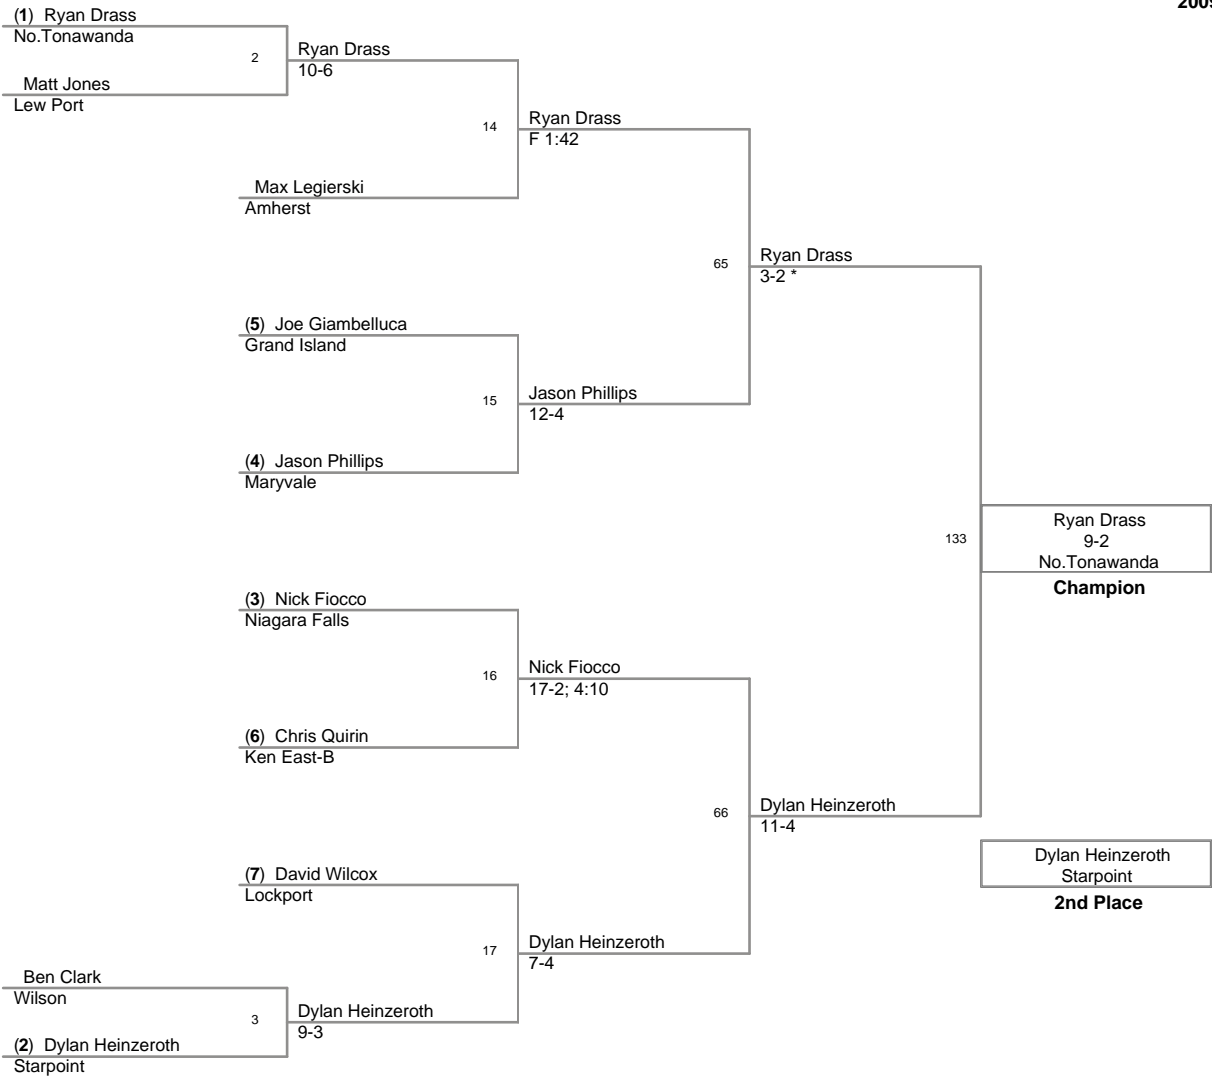 2009
(1) Ryan Drass
No.Tonawanda
2
Ryan Drass
10-6
Matt Jones
Lew Port
14
Ryan Drass
F 1:42
Max Legierski
Amherst
65
Ryan Drass
3-2 *
(5) Joe Giambelluca
Grand Island
15
Jason Phillips
12-4
(4) Jason Phillips
Maryvale
133
Ryan Drass
9-2
No.Tonawanda
Champion
(3) Nick Fiocco
Niagara Falls
16
Nick Fiocco
17-2; 4:10
(6) Chris Quirin
Ken East-B
66
Dylan Heinzeroth
11-4
Dylan Heinzeroth
Starpoint
2nd Place
(7) David Wilcox
Lockport
17
Dylan Heinzeroth
7-4
Ben Clark
Wilson
3
Dylan Heinzeroth
9-3
(2) Dylan Heinzeroth
Starpoint